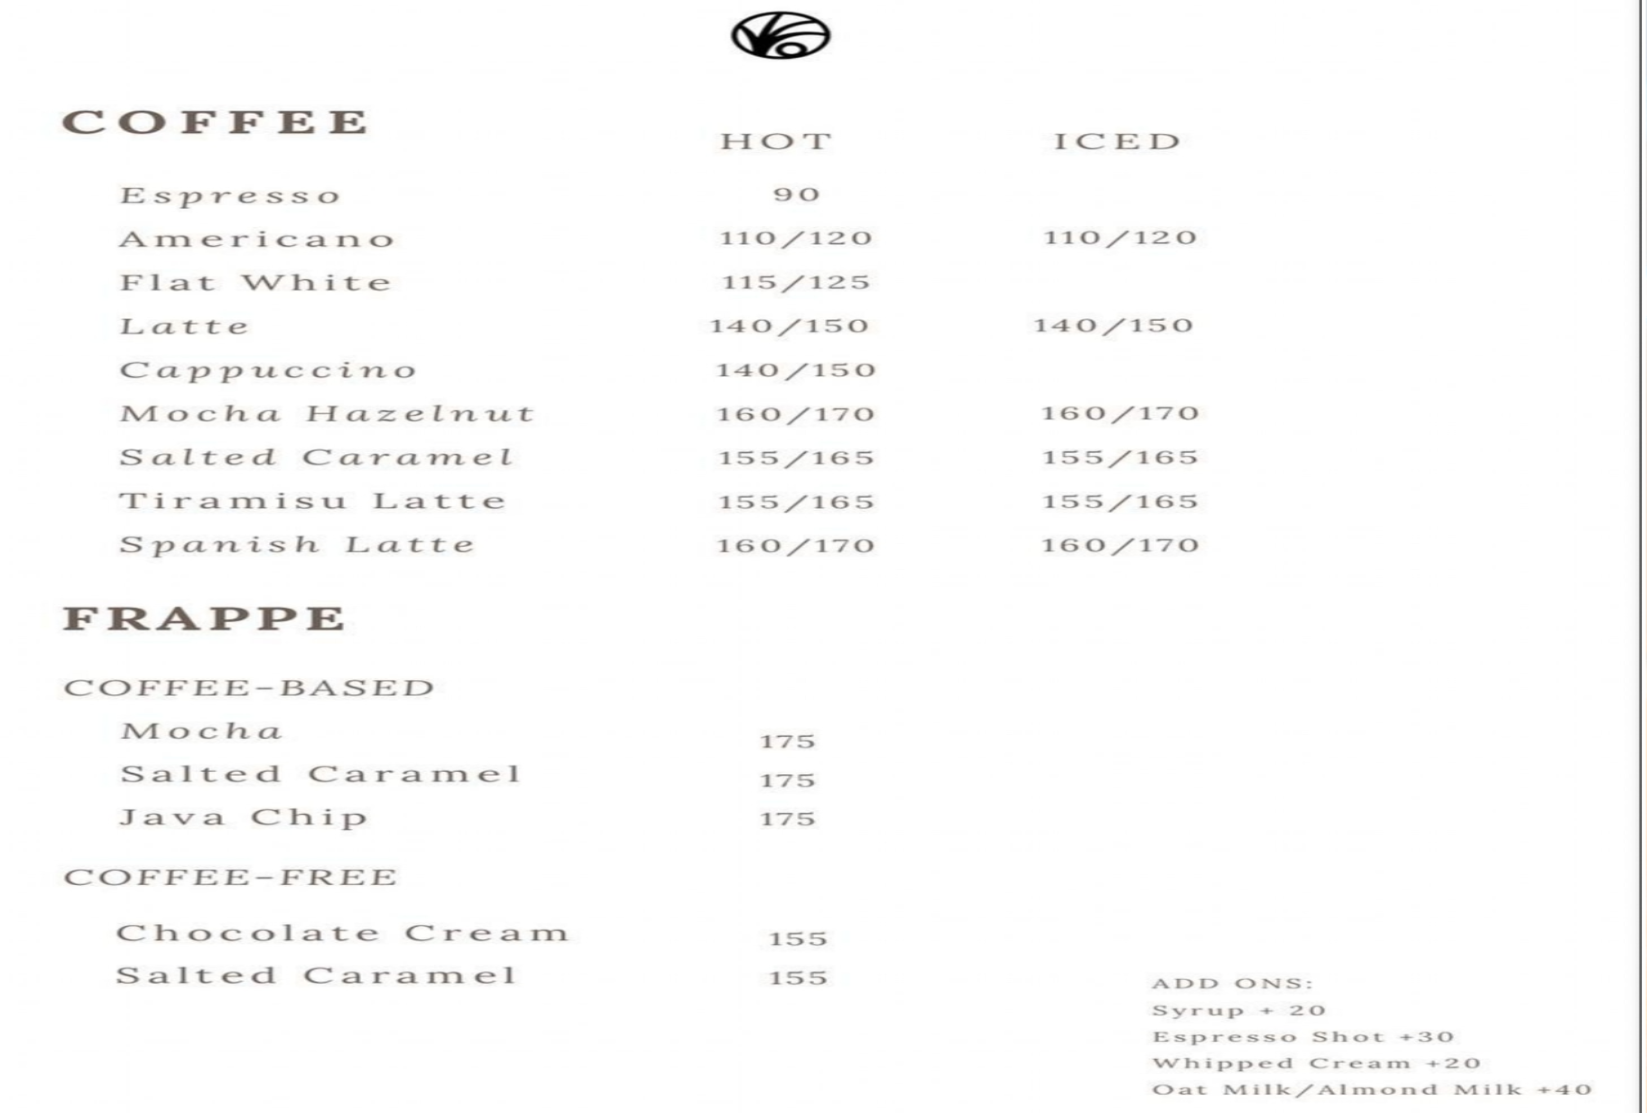 COFFEE HOT ICED
Espresso 90
Americano 110/120 110/120
Flat White 115/125
Latte 140/150 140/150
Cappuccino 140/150
Mocha Hazelnut 160/170 160/170
Salted Caramel 155/165 155/165
Tiramisu Latte 155/165 155/165
Spanish Latte 160/170 160/170
FRAPPE
COFFEE-BASED
Mocha 175
Salted Caramel 175
Java Chip 175
COFFEE-FREE
Chocolate Cream 155
Salted Caramel 155
ADD ONS:
Syrup + 20
Espresso Shot +30
Whipped Cream +20
Oat Milk/Almond Milk +40